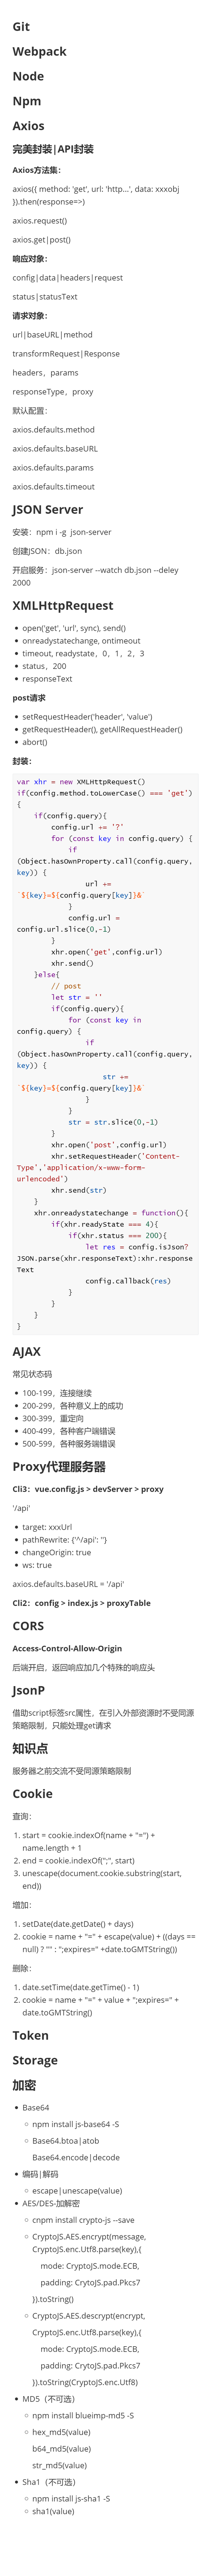 Git
Webpack
Node
Npm
Axios
完美封装|API封装
Axios方法集：
axios({ method: 'get', url: 'http...', data: xxxobj
}).then(response=>)
axios.request()
axios.get|post()
响应对象：
config|data|headers|request
status|statusText
请求对象：
url|baseURL|method
transformRequest|Response
headers，params
responseType，proxy
默认配置：
axios.defaults.method
axios.defaults.baseURL
axios.defaults.params
axios.defaults.timeout
JSON Server
安装：npm i -g  json-server
创建JSON：db.json
开启服务：json-server --watch db.json --deley
2000
XMLHttpRequest
open('get', 'url', sync), send()
onreadystatechange, ontimeout
timeout, readystate，0，1，2，3
status，200
responseText
post请求
setRequestHeader('header', 'value')
getRequestHeader(), getAllRequestHeader()
abort()
封装：
var xhr = new XMLHttpRequest()
if(config.method.toLowerCase() === 'get')
{
if(config.query){
config.url += '?'
for (const key in config.query) {
if
(Object.hasOwnProperty.call(config.query,
key)) {
url +=
`${key}=${config.query[key]}&`
}
config.url =
config.url.slice(0,-1)
}
xhr.open('get',config.url)
xhr.send()
}else{
// post
let str = ''
if(config.query){
for (const key in
config.query) {
if
(Object.hasOwnProperty.call(config.query,
key)) {
str +=
`${key}=${config.query[key]}&`
}
}
str = str.slice(0,-1)
}
xhr.open('post',config.url)
xhr.setRequestHeader('Content-
Type','application/x-www-form-
urlencoded')
xhr.send(str)
}
xhr.onreadystatechange = function(){
if(xhr.readyState === 4){
if(xhr.status === 200){
let res = config.isJson?
JSON.parse(xhr.responseText):xhr.response
Text
config.callback(res)
}
}
}
}
AJAX
常见状态码
100-199，连接继续
200-299，各种意义上的成功
300-399，重定向
400-499，各种客户端错误
500-599，各种服务端错误
Proxy代理服务器
Cli3：vue.config.js > devServer > proxy
'/api'
target: xxxUrl
pathRewrite: {'^/api': ''}
changeOrigin: true
ws: true
axios.defaults.baseURL = '/api'
Cli2：config > index.js > proxyTable
CORS
Access-Control-Allow-Origin
后端开启，返回响应加几个特殊的响应头
JsonP
借助script标签src属性，在引入外部资源时不受同源
策略限制，只能处理get请求
知识点
服务器之前交流不受同源策略限制
Cookie
查询：
1. start = cookie.indexOf(name + "=") +
name.length + 1
2. end = cookie.indexOf(";", start)
3. unescape(document.cookie.substring(start,
end))
增加：
1. setDate(date.getDate() + days)
2. cookie = name + "=" + escape(value) + ((days ==
null) ? "" : ";expires=" +date.toGMTString())
删除：
1. date.setTime(date.getTime() - 1)
2. cookie = name + "=" + value + ";expires=" +
date.toGMTString()
Token
Storage
加密
Base64
npm install js-base64 -S
Base64.btoa|atob
Base64.encode|decode
编码|解码
escape|unescape(value)
AES/DES-加解密
cnpm install crypto-js --save
CryptoJS.AES.encrypt(message,
CryptoJS.enc.Utf8.parse(key),{
mode: CryptoJS.mode.ECB,
padding: CrytoJS.pad.Pkcs7
}).toString()
CryptoJS.AES.descrypt(encrypt,
CryptoJS.enc.Utf8.parse(key),{
mode: CryptoJS.mode.ECB,
padding: CrytoJS.pad.Pkcs7
}).toString(CryptoJS.enc.Utf8)
MD5（不可选）
npm install blueimp-md5 -S
hex_md5(value)
b64_md5(value)
str_md5(value)
Sha1（不可选）
npm install js-sha1 -S
sha1(value)